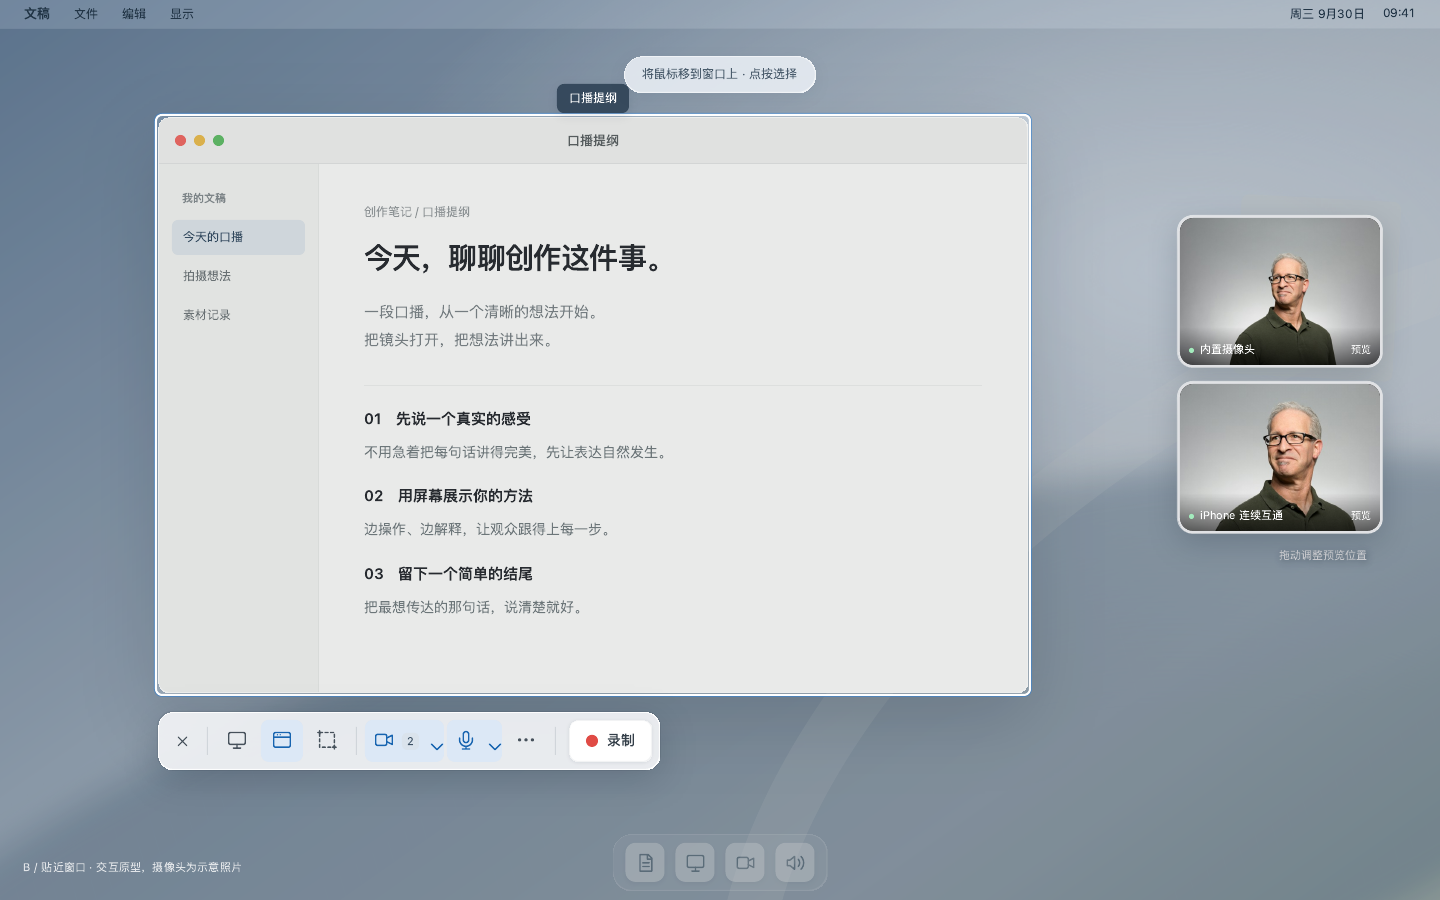 文稿 文件 编辑 显示 周三 9月30日 09:41
将鼠标移到窗口上 · 点按选择
口播提纲
口播提纲
我的文稿
今天的口播
拍摄想法
素材记录
创作笔记 / 口播提纲
今天，聊聊创作这件事。
一段口播，从一个清晰的想法开始。
把镜头打开，把想法讲出来。
01 先说一个真实的感受
不用急着把每句话讲得完美，先让表达自然发生。
02 用屏幕展示你的方法
边操作、边解释，让观众跟得上每一步。
03 留下一个简单的结尾
把最想传达的那句话，说清楚就好。
内置摄像头 预览
iPhone 连续互通 预览
拖动调整预览位置
2 录制
B / 贴近窗口 · 交互原型，摄像头为示意照片